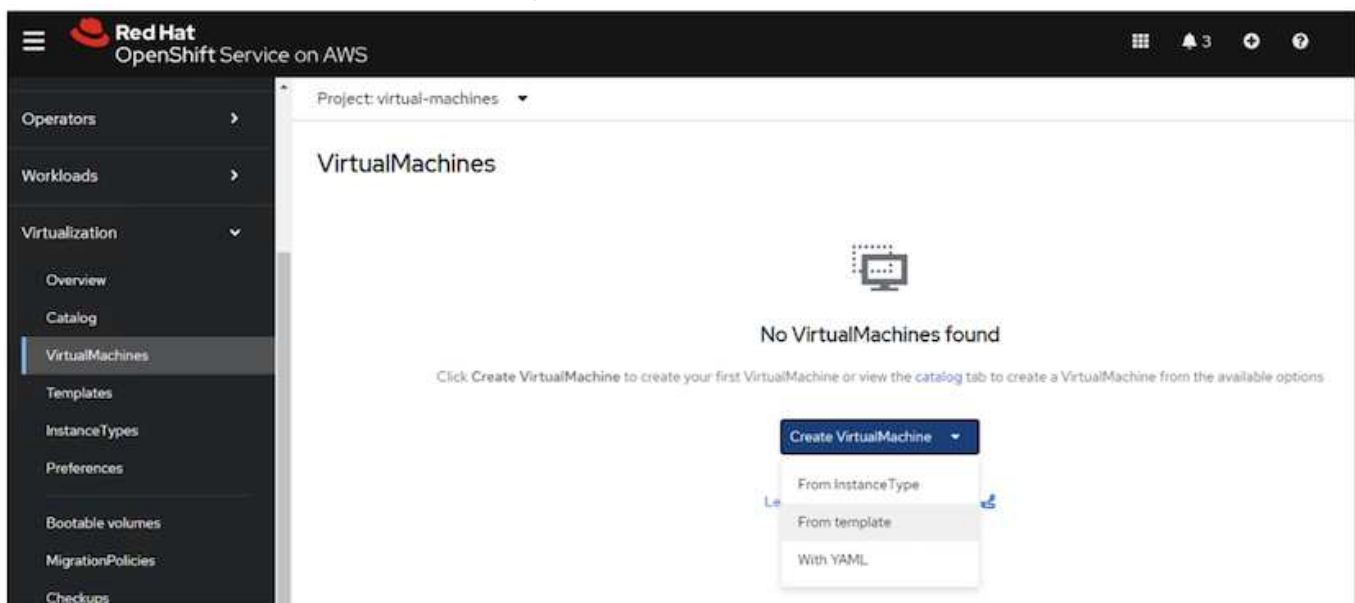 Red Hat
OpenShift Service on AWS
3
Operators
Workloads
Virtualization
Overview
Catalog
VirtualMachines
Templates
InstanceTypes
Preferences
Bootable volumes
MigrationPolicies
Checkups
Project: virtual-machines
VirtualMachines
No VirtualMachines found
Click Create VirtualMachine to create your first VirtualMachine or view the catalog tab to create a VirtualMachine from the available options
Create VirtualMachine
From InstanceType
Le
From template
With YAML